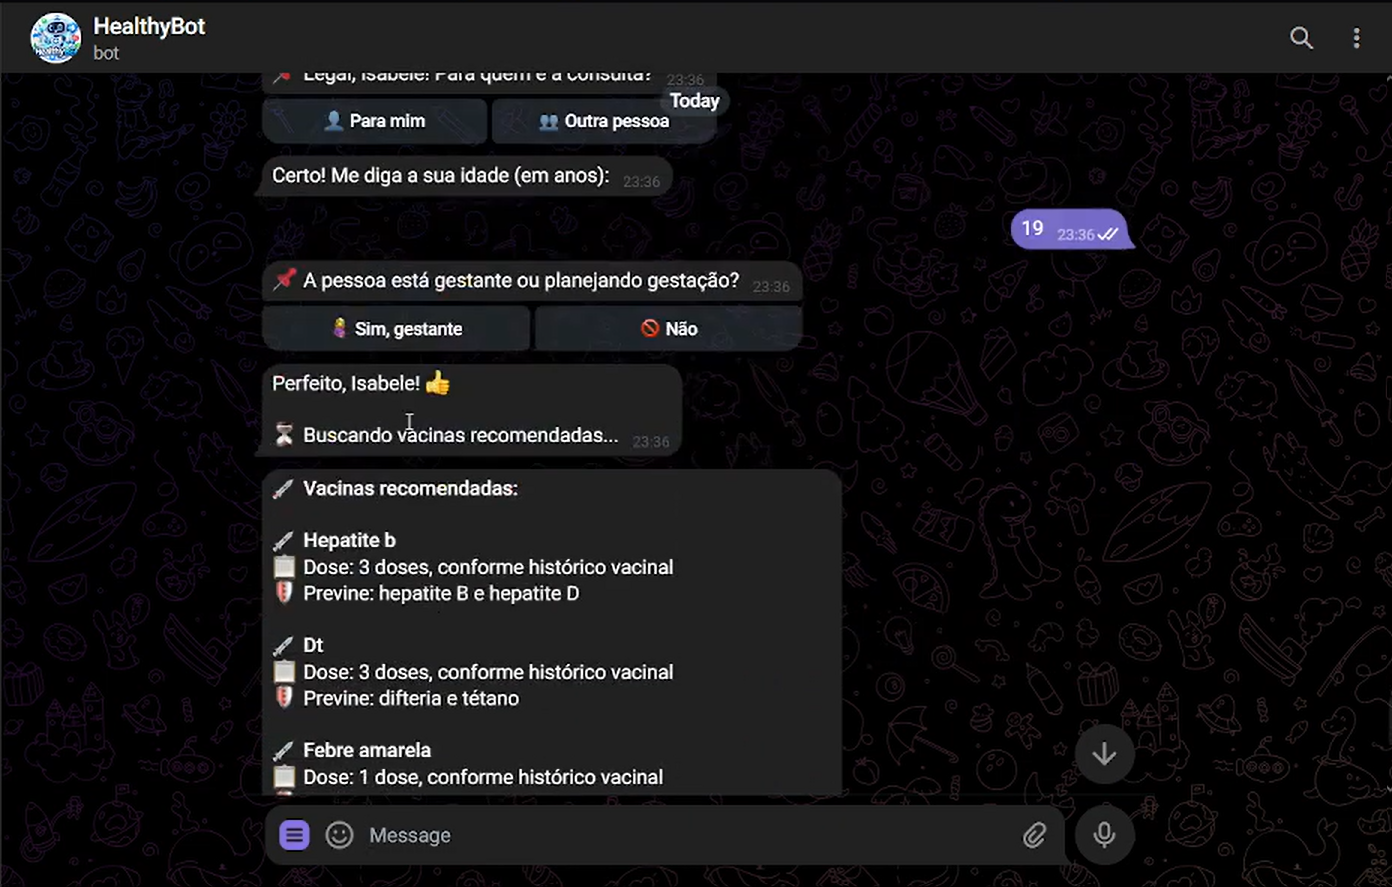 HealthyBot
bot
Legal, Isabele! Para quem é a consulta? 23:36
Today
Para mim
Outra pessoa
Certo! Me diga a sua idade (em anos): 23:36
19 23:36
A pessoa está gestante ou planejando gestação? 23:36
Sim, gestante
Não
Perfeito, Isabele!
Buscando vacinas recomendadas... 23:36
Vacinas recomendadas:
Hepatite b
Dose: 3 doses, conforme histórico vacinal
Previne: hepatite B e hepatite D
Dt
Dose: 3 doses, conforme histórico vacinal
Previne: difteria e tétano
Febre amarela
Dose: 1 dose, conforme histórico vacinal
Message